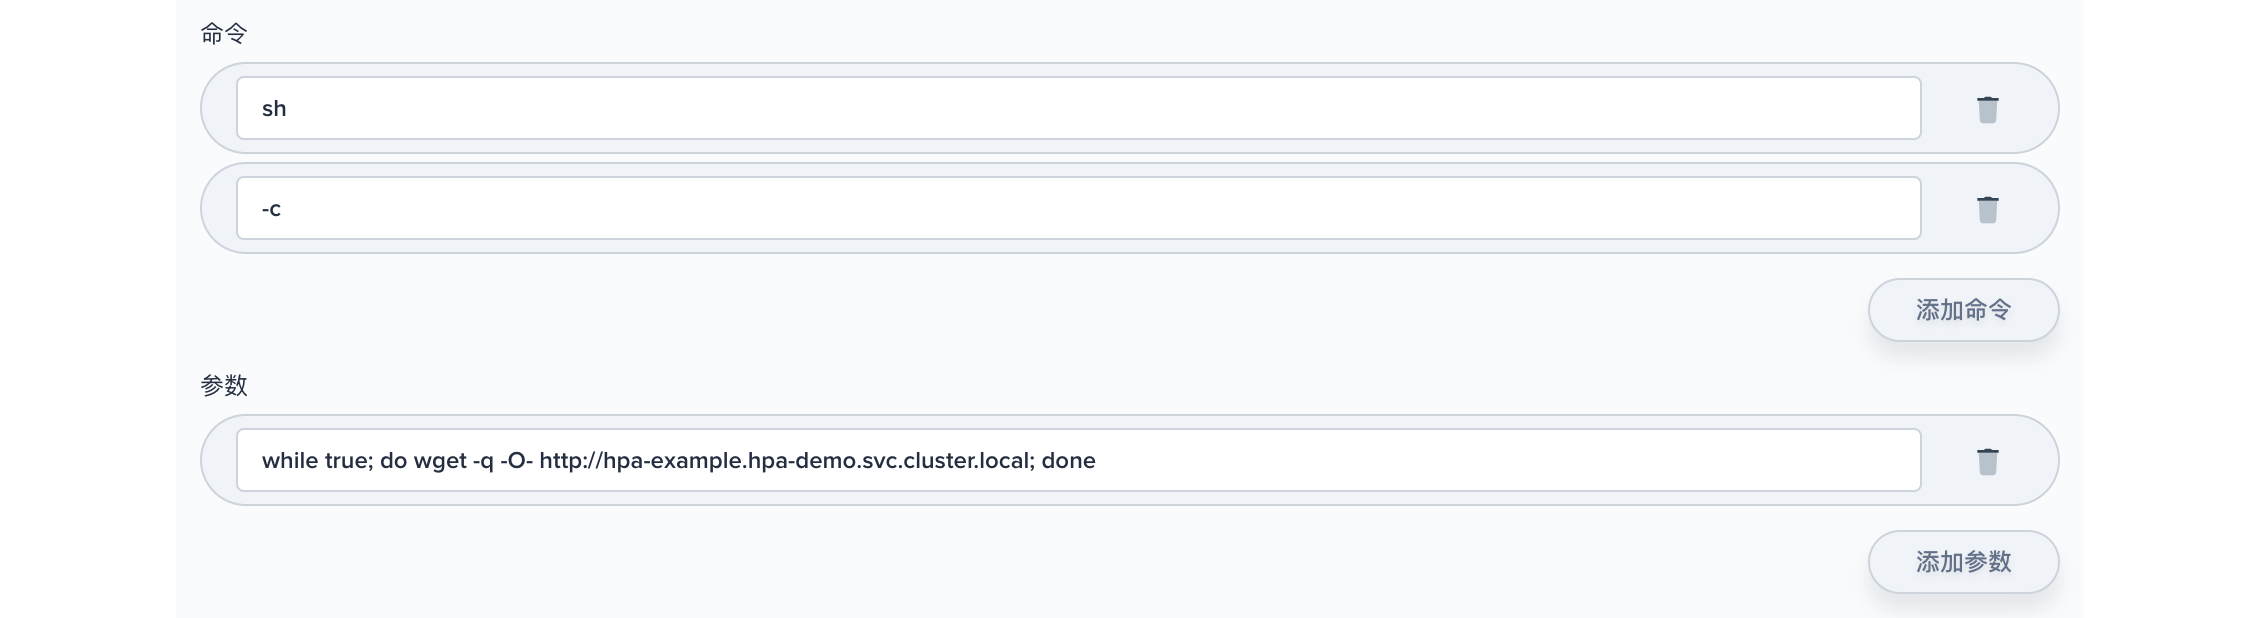 命令
sh
-c
添加命令
参数
while true; do wget -q -O- http://hpa-example.hpa-demo.svc.cluster.local; done
添加参数